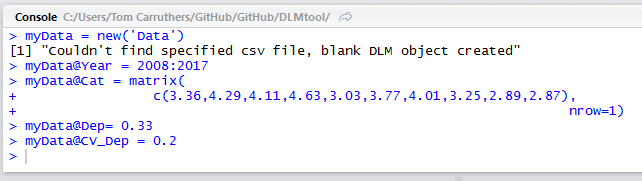 Console C:/Users/Tom Carruthers/GitHub/GitHub/DLMtool/
> myData = new('Data')
[1] "Couldn't find specified csv file, blank DLM object created"
> myData@Year = 2008:2017
> myData@Cat = matrix(
+ c(3.36,4.29,4.11,4.63,3.03,3.77,4.01,3.25,2.89,2.87),
+ nrow=1)
> myData@Dep= 0.33
> myData@CV_Dep = 0.2
>